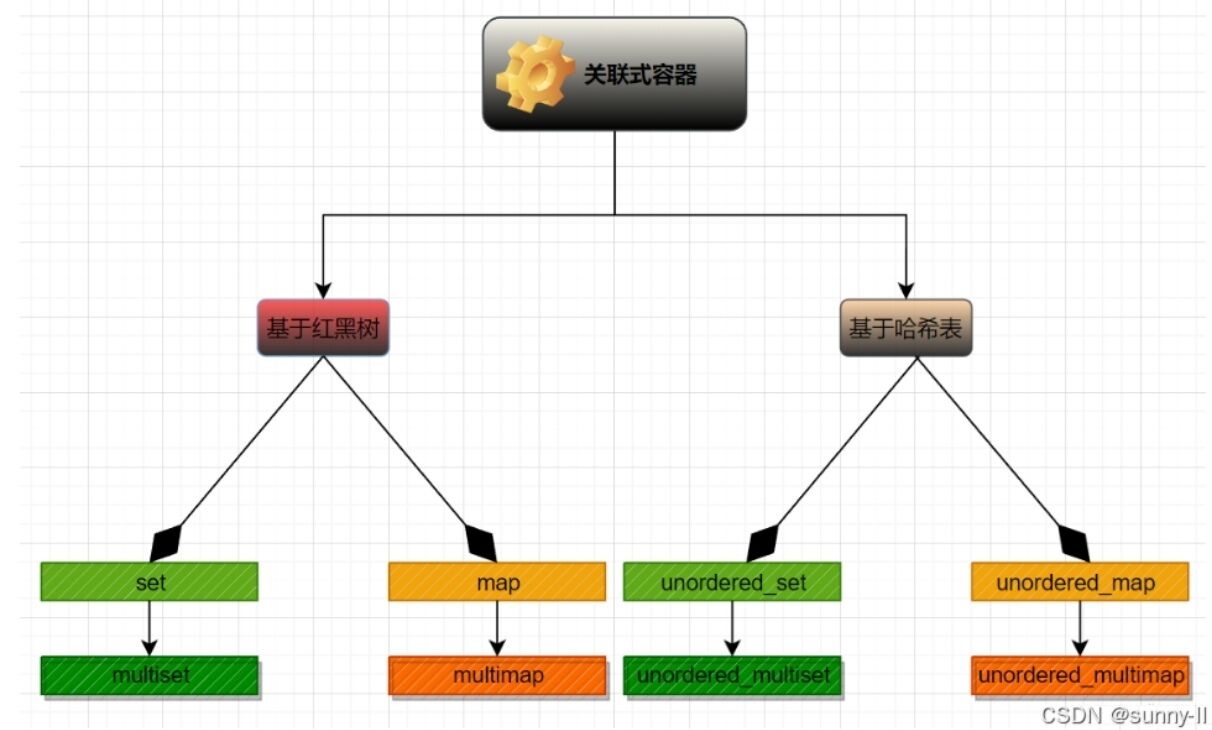 关联式容器
基于红黑树
基于哈希表
set
map
unordered_set
unordered_map
multiset
multimap
unordered_multiset
unordered_multimap
CSDN @sunny-ll